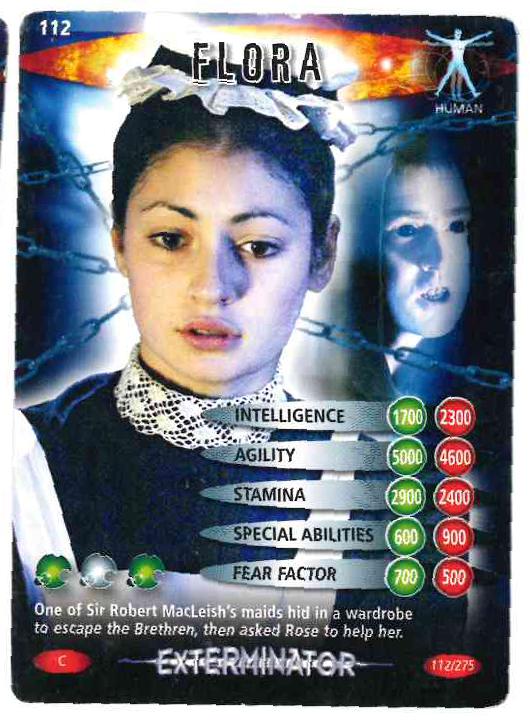 112
FLORA
HUMAN
INTELLIGENCE 1700 2300
AGILITY 5000 4600
STAMINA 2900 2400
SPECIAL ABILITIES 600 900
FEAR FACTOR 700 500
One of Sir Robert MacLeish's maids hid in a wardrobe
to escape the Brethren, then asked Rose to help her.
C EXTERMINATOR 112/275